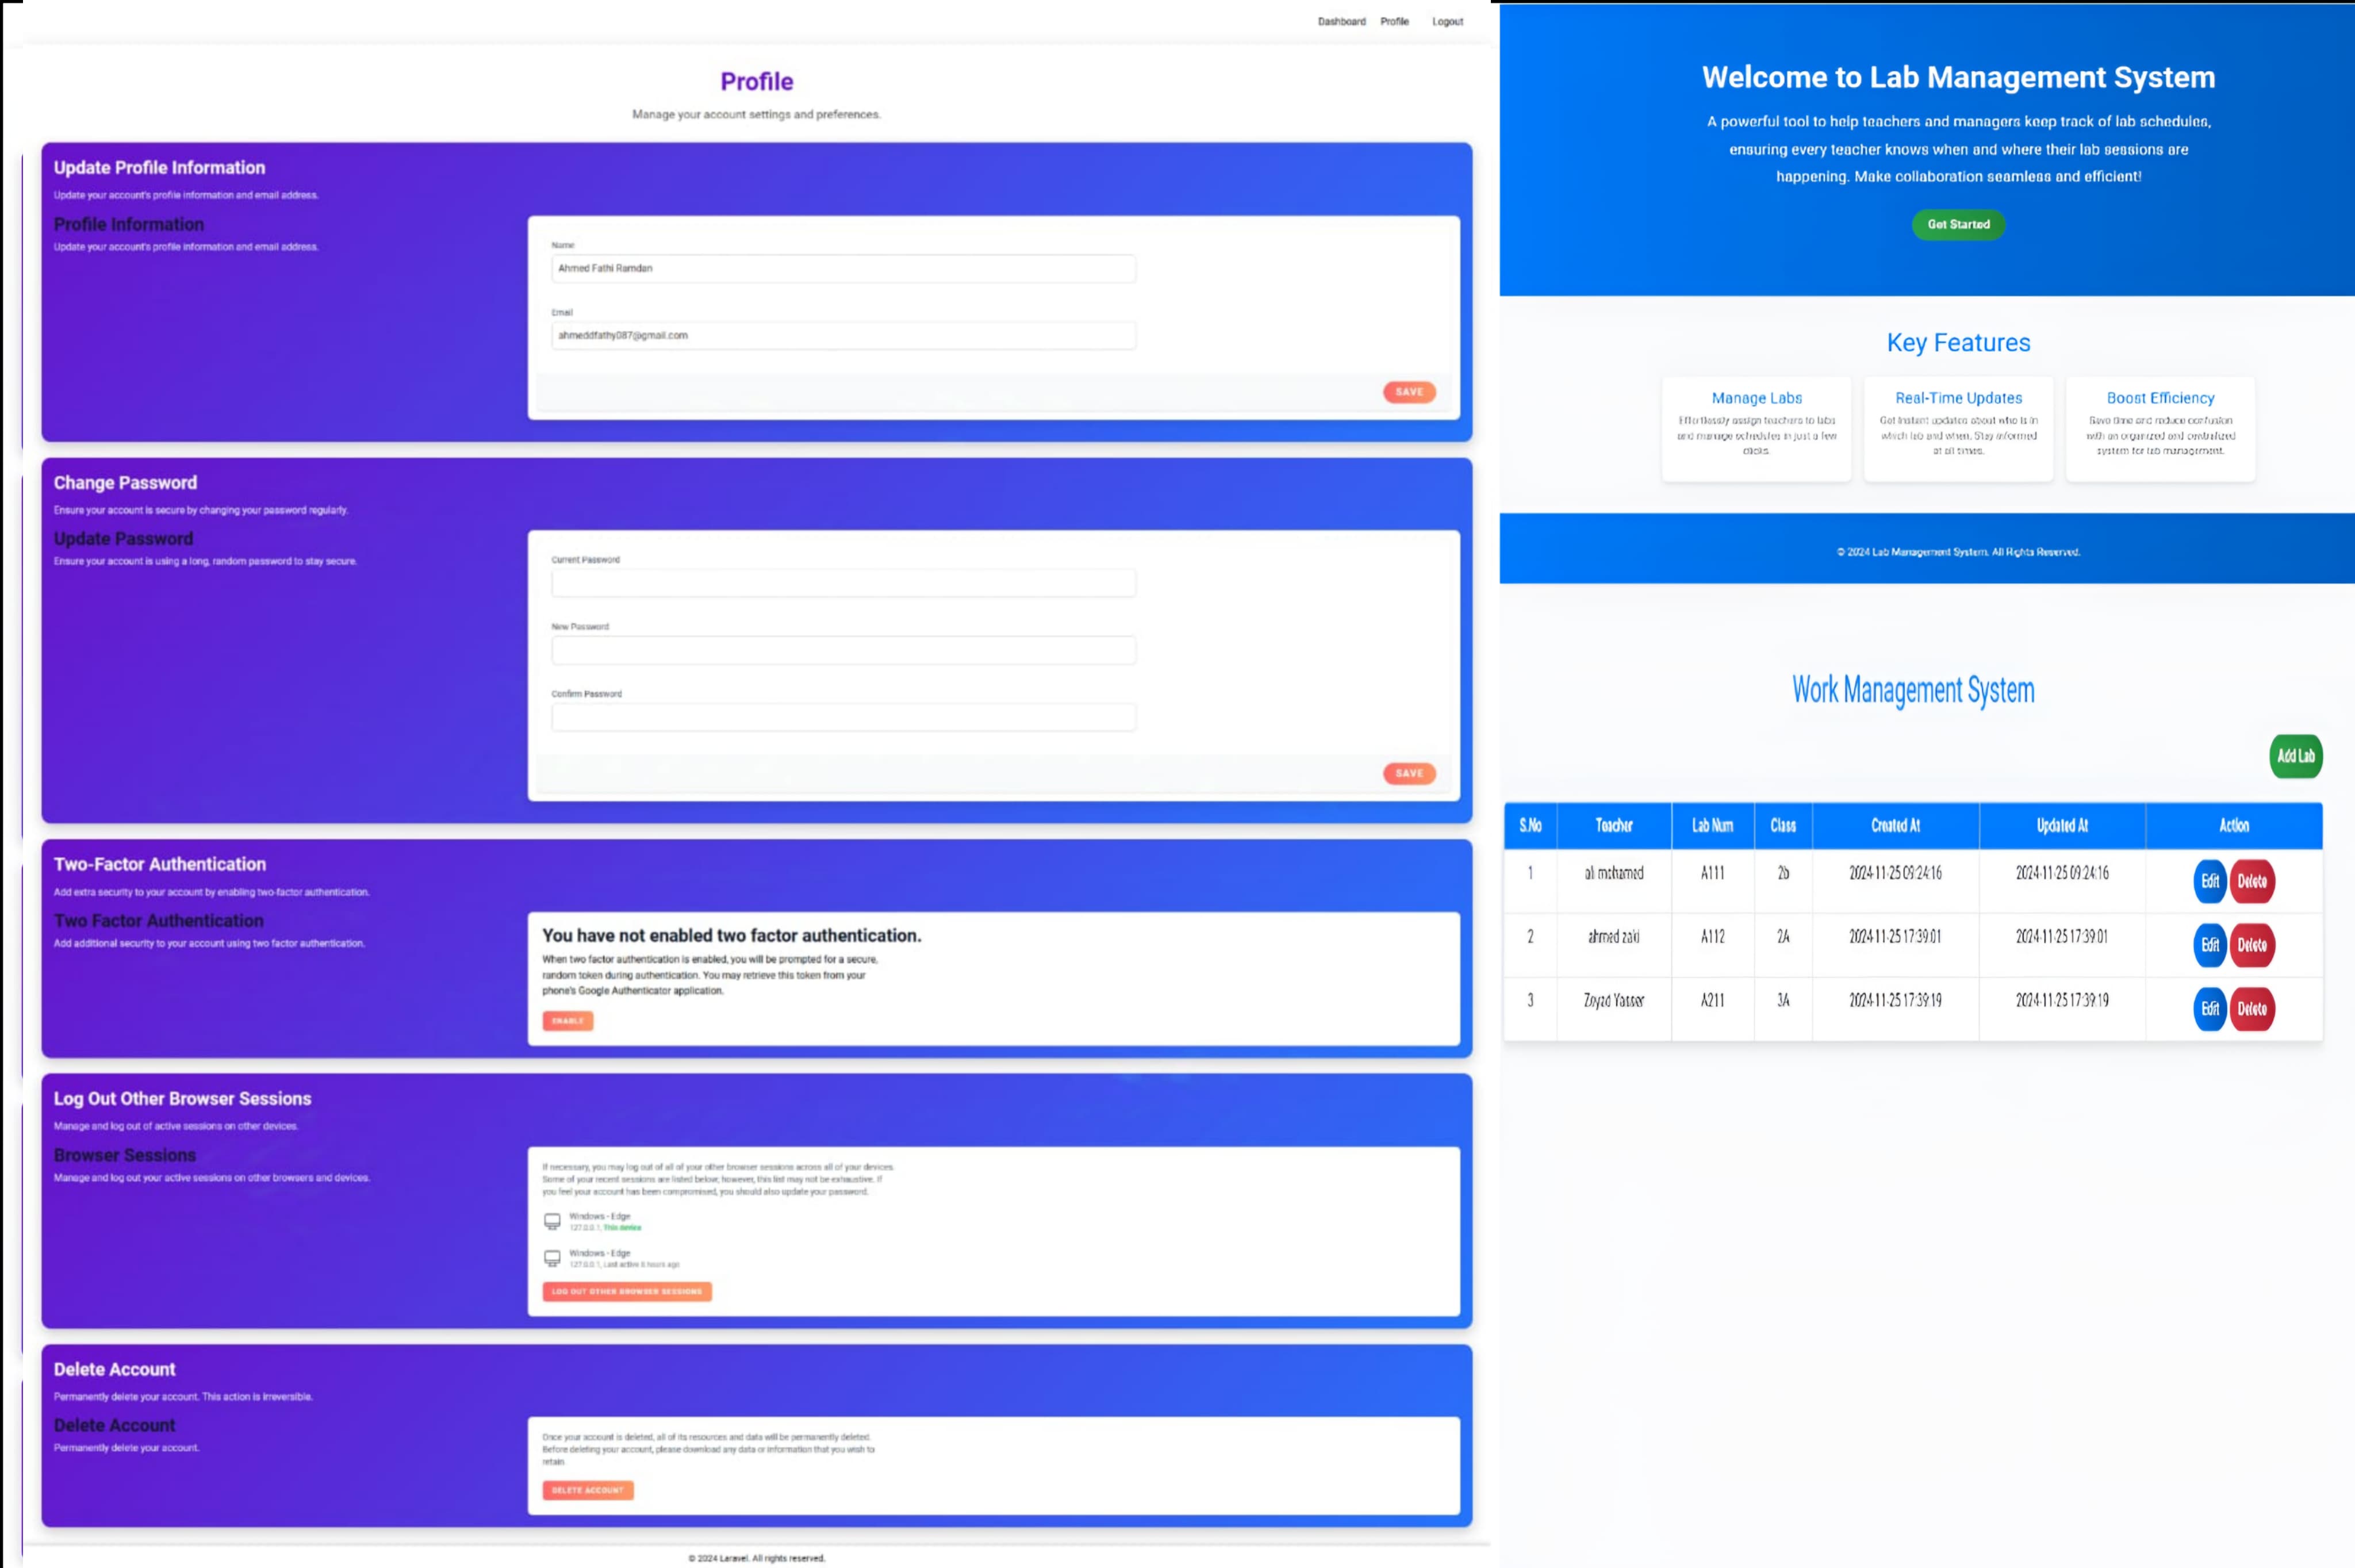 Dashboard Profile Logout
Profile
Manage your account settings and preferences.
Update Profile Information
Update your account's profile information and email address.
Profile Information
Update your account's profile information and email address.
Name
Ahmed Fathi Ramdan
Email
ahmeddfathy087@gmail.com
SAVE
Change Password
Ensure your account is secure by changing your password regularly.
Update Password
Ensure your account is using a long, random password to stay secure.
Current Password
New Password
Confirm Password
SAVE
Two-Factor Authentication
Add extra security to your account by enabling two-factor authentication.
Two Factor Authentication
Add additional security to your account using two factor authentication.
You have not enabled two factor authentication.
When two factor authentication is enabled, you will be prompted for a secure,
random token during authentication. You may retrieve this token from your
phone's Google Authenticator application.
ENABLE
Log Out Other Browser Sessions
Manage and log out of active sessions on other devices.
Browser Sessions
Manage and log out your active sessions on other browsers and devices.
If necessary, you may log out of all of your other browser sessions across all of your devices.
Some of your recent sessions are listed below; however, this list may not be exhaustive. If
you feel your account has been compromised, you should also update your password.
Windows - Edge
127.0.0.1, This device
Windows - Edge
127.0.0.1, Last active 8 hours ago
LOG OUT OTHER BROWSER SESSIONS
Delete Account
Permanently delete your account. This action is irreversible.
Delete Account
Permanently delete your account.
Once your account is deleted, all of its resources and data will be permanently deleted.
Before deleting your account, please download any data or information that you wish to
retain.
DELETE ACCOUNT
© 2024 Laravel. All rights reserved.
Welcome to Lab Management System
A powerful tool to help teachers and managers keep track of lab schedules,
ensuring every teacher knows when and where their lab sessions are
happening. Make collaboration seamless and efficient!
Get Started
Key Features
Manage Labs
Effortlessly assign teachers to labs
and manage schedules in just a few
clicks.
Real-Time Updates
Get instant updates about who is in
which lab and when. Stay informed
at all times.
Boost Efficiency
Save time and reduce confusion
with an organized and centralized
system for lab management.
© 2024 Lab Management System. All Rights Reserved.
Work Management System
Add Lab
S.No Teacher Lab Num Class Created At Updated At Action
1 ali mohamed A111 2b 2024-11-25 09:24:16 2024-11-25 09:24:16 Edit Delete
2 ahmed zaki A112 2A 2024-11-25 17:39:01 2024-11-25 17:39:01 Edit Delete
3 Zeyad Yasser A211 3A 2024-11-25 17:39:19 2024-11-25 17:39:19 Edit Delete